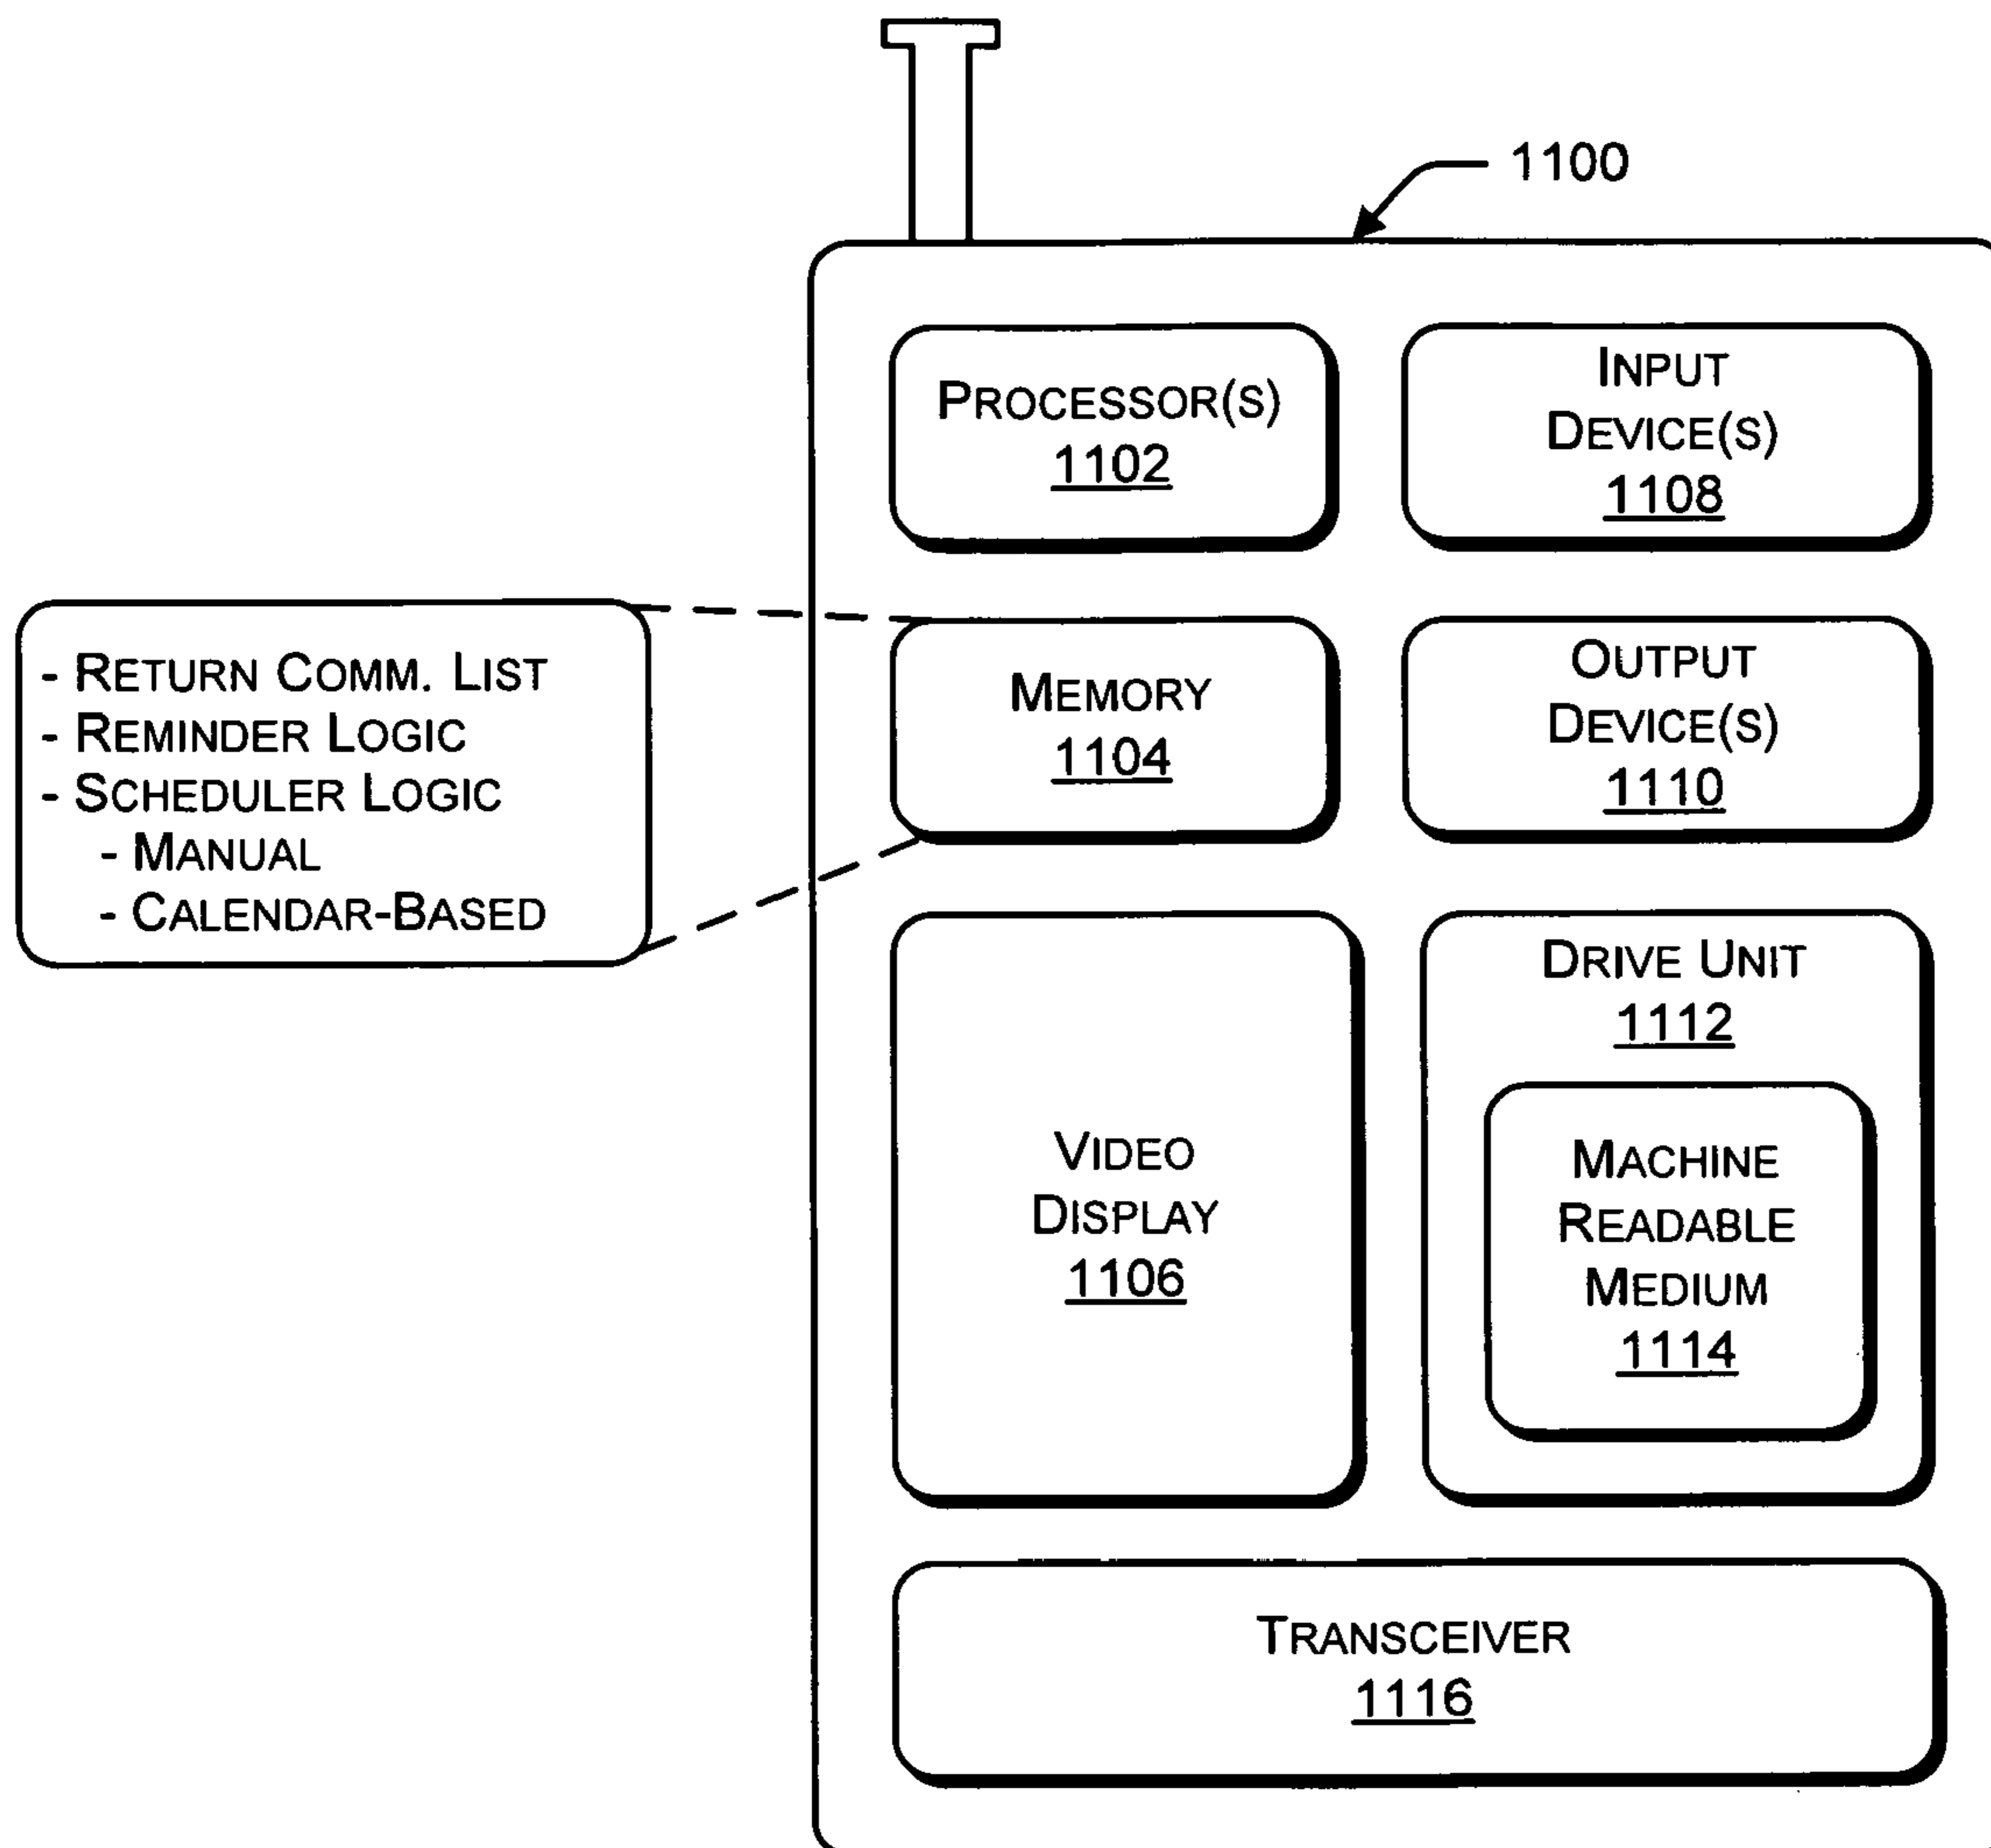 1100
PROCESSOR(S)
1102
INPUT
DEVICE(S)
1108
- RETURN COMM. LIST
- REMINDER LOGIC
- SCHEDULER LOGIC
- MANUAL
- CALENDAR-BASED
MEMORY
1104
OUTPUT
DEVICE(S)
1110
VIDEO
DISPLAY
1106
DRIVE UNIT
1112
MACHINE
READABLE
MEDIUM
1114
TRANSCEIVER
1116